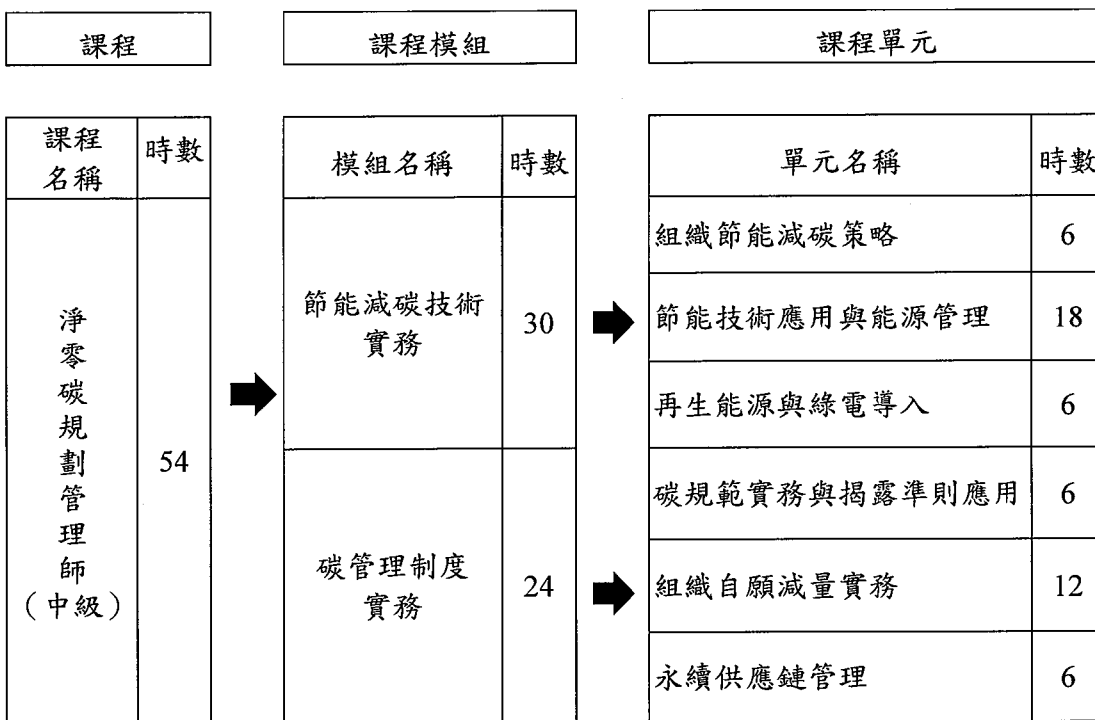 課程
課程模組
課程單元
課程
名稱
時數
模組名稱
時數
單元名稱
時數
淨零碳規劃管理師
（中級）
54
節能減碳技術
實務
30
組織節能減碳策略
6
節能技術應用與能源管理
18
再生能源與綠電導入
6
碳管理制度
實務
24
碳規範實務與揭露準則應用
6
組織自願減量實務
12
永續供應鏈管理
6